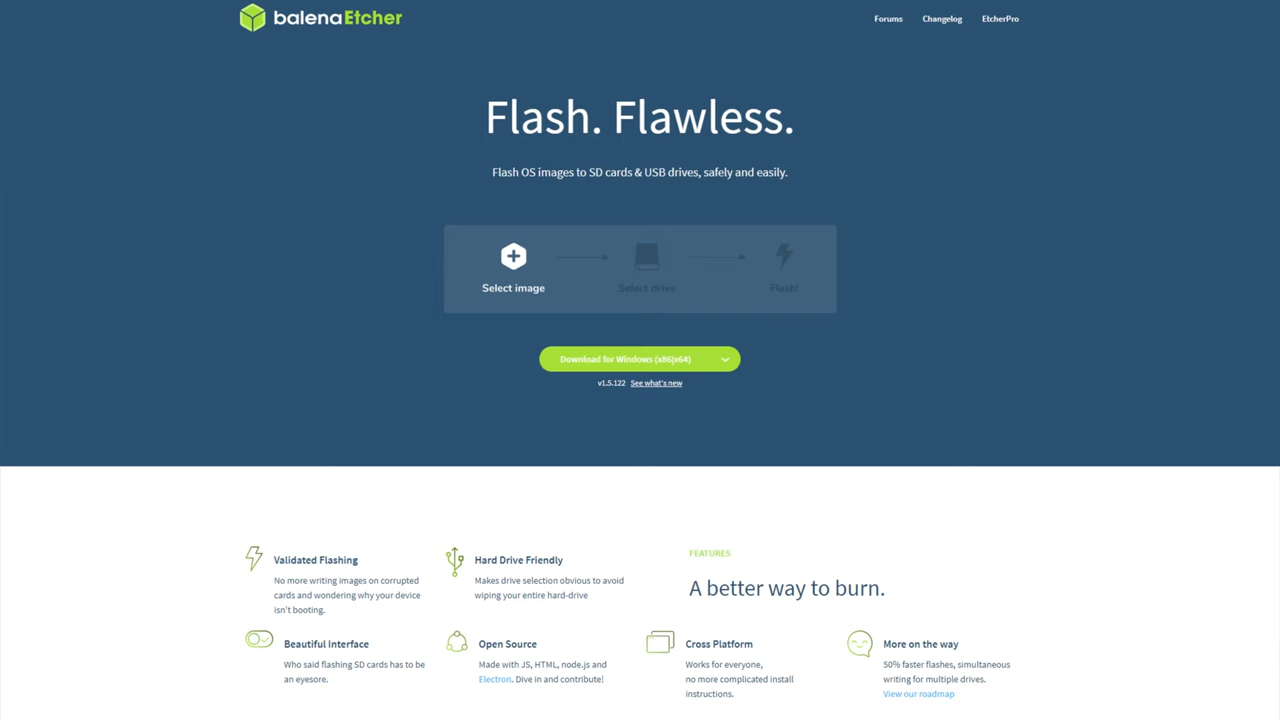 balenaEtcher
Forums Changelog EtcherPro
Flash. Flawless.
Flash OS images to SD cards & USB drives, safely and easily.
Select image Select drive Flash!
Download for Windows (x86|x64)
v1.5.122 See what's new
Validated Flashing
No more writing images on corrupted
cards and wondering why your device
isn't booting.
Hard Drive Friendly
Makes drive selection obvious to avoid
wiping your entire hard-drive
FEATURES
A better way to burn.
Beautiful Interface
Who said flashing SD cards has to be
an eyesore.
Open Source
Made with JS, HTML, node.js and
Electron. Dive in and contribute!
Cross Platform
Works for everyone,
no more complicated install
instructions.
More on the way
50% faster flashes, simultaneous
writing for multiple drives.
View our roadmap